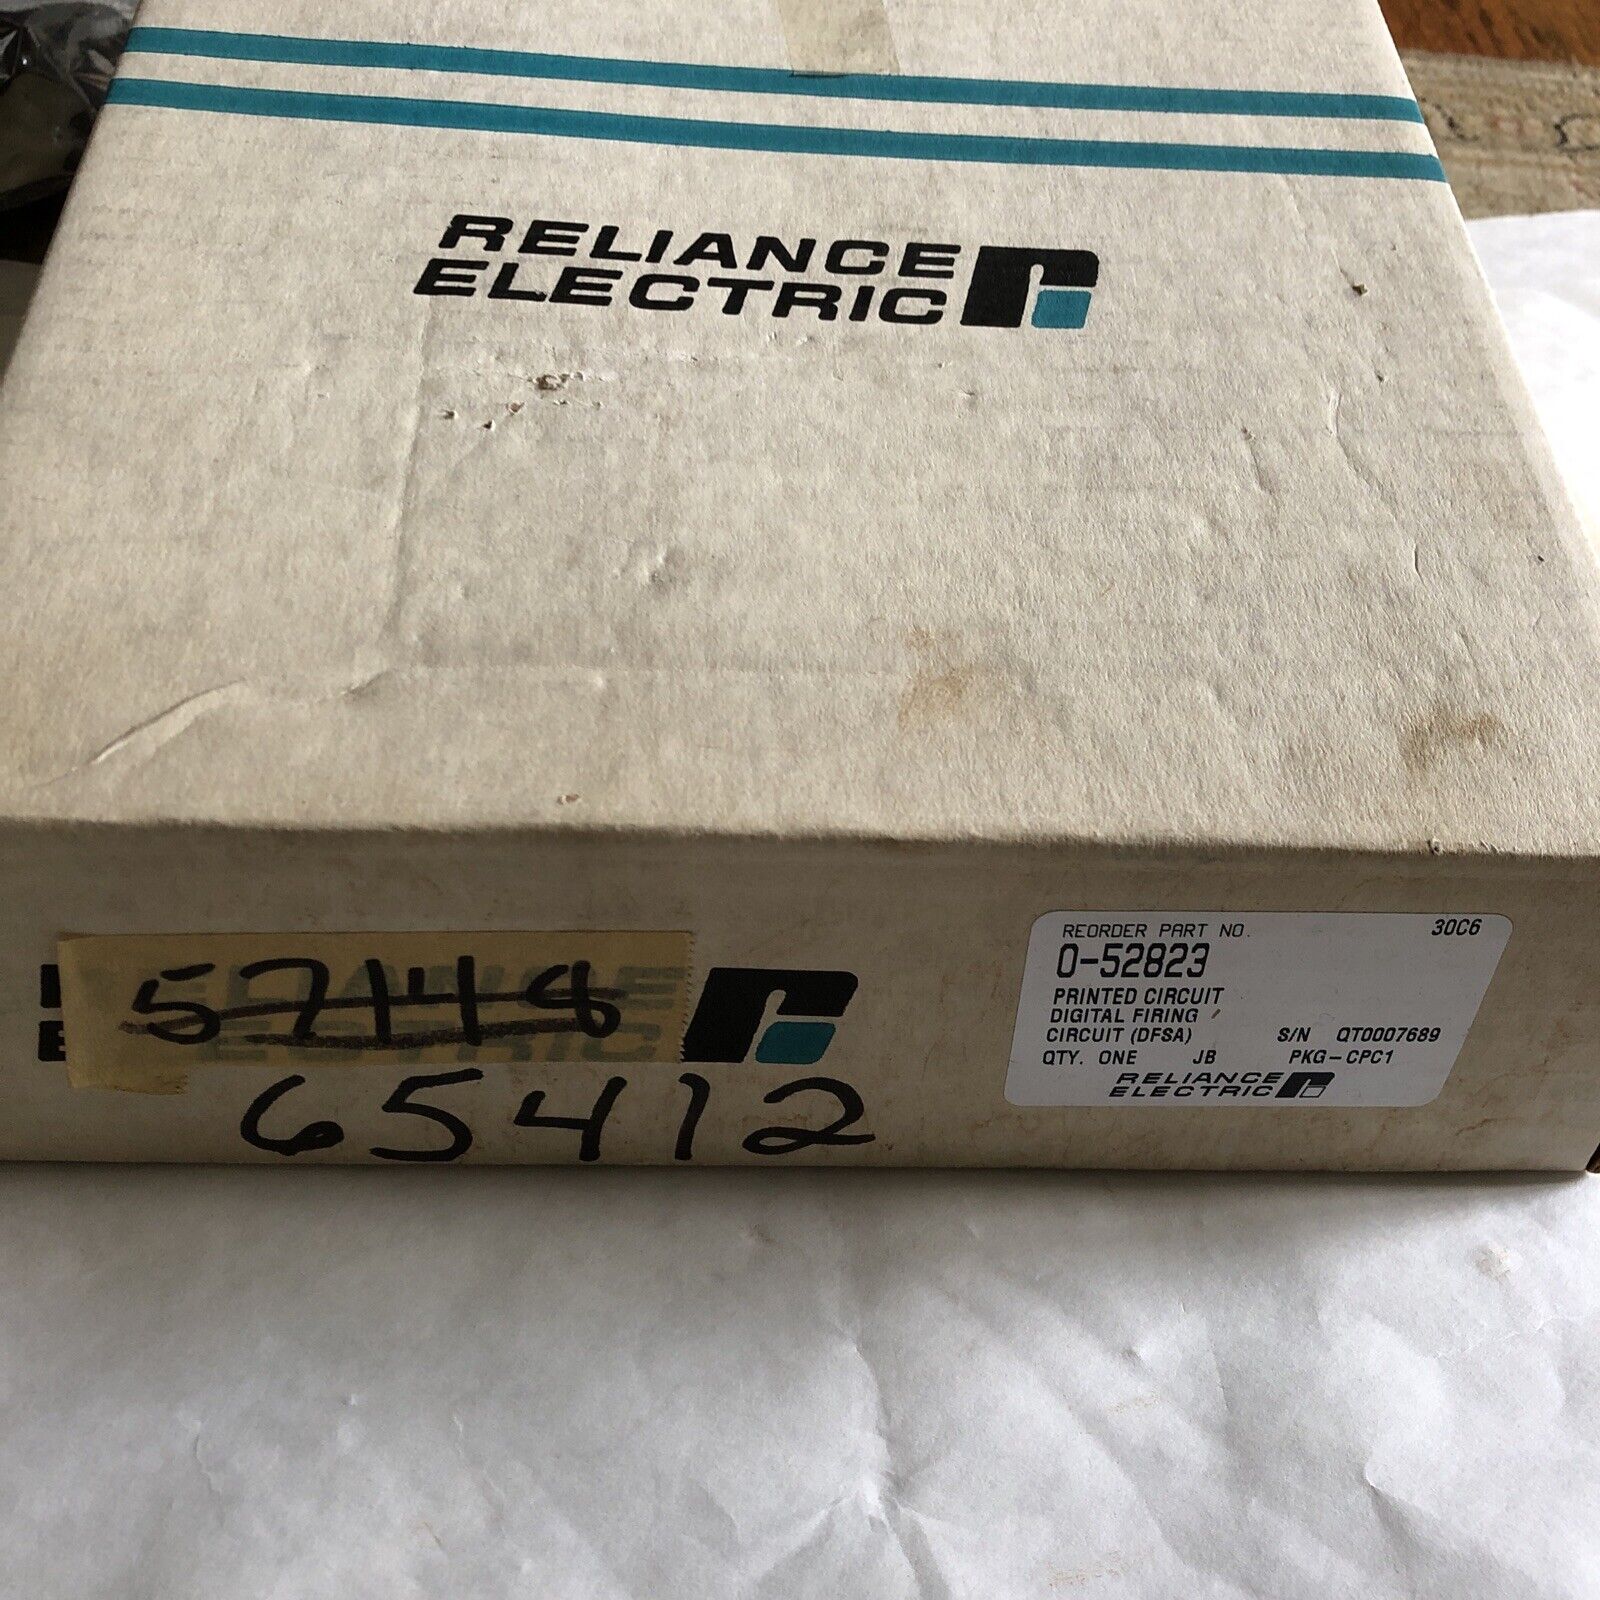 RELIANCE
ELECTRIC
57148
65412
REORDER PART NO. 30C6
0-52823
PRINTED CIRCUIT
DIGITAL FIRING
CIRCUIT (DFSA) S/N QT0007689
QTY. ONE JB PKG-CPC1
RELIANCE
ELECTRIC